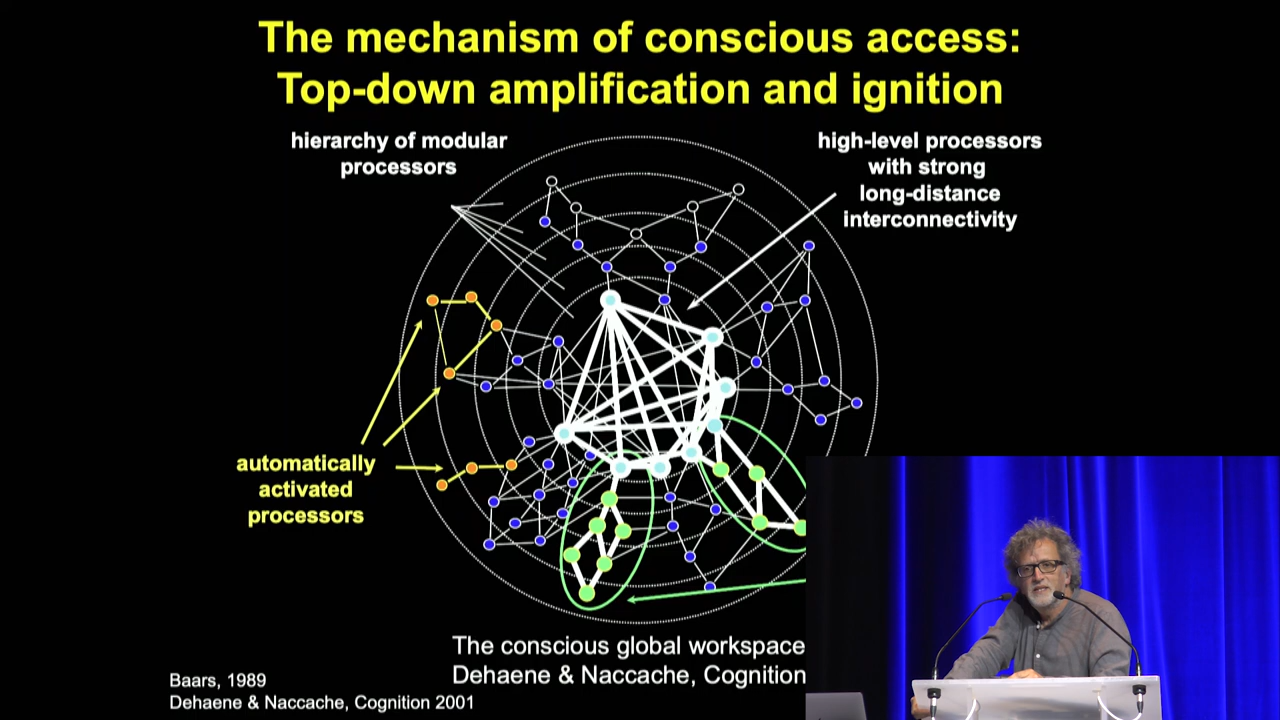 The mechanism of conscious access:
Top-down amplification and ignition
hierarchy of modular
processors
high-level processors
with strong
long-distance
interconnectivity
automatically
activated
processors
The conscious global workspace
Dehaene & Naccache, Cognition
Baars, 1989
Dehaene & Naccache, Cognition 2001